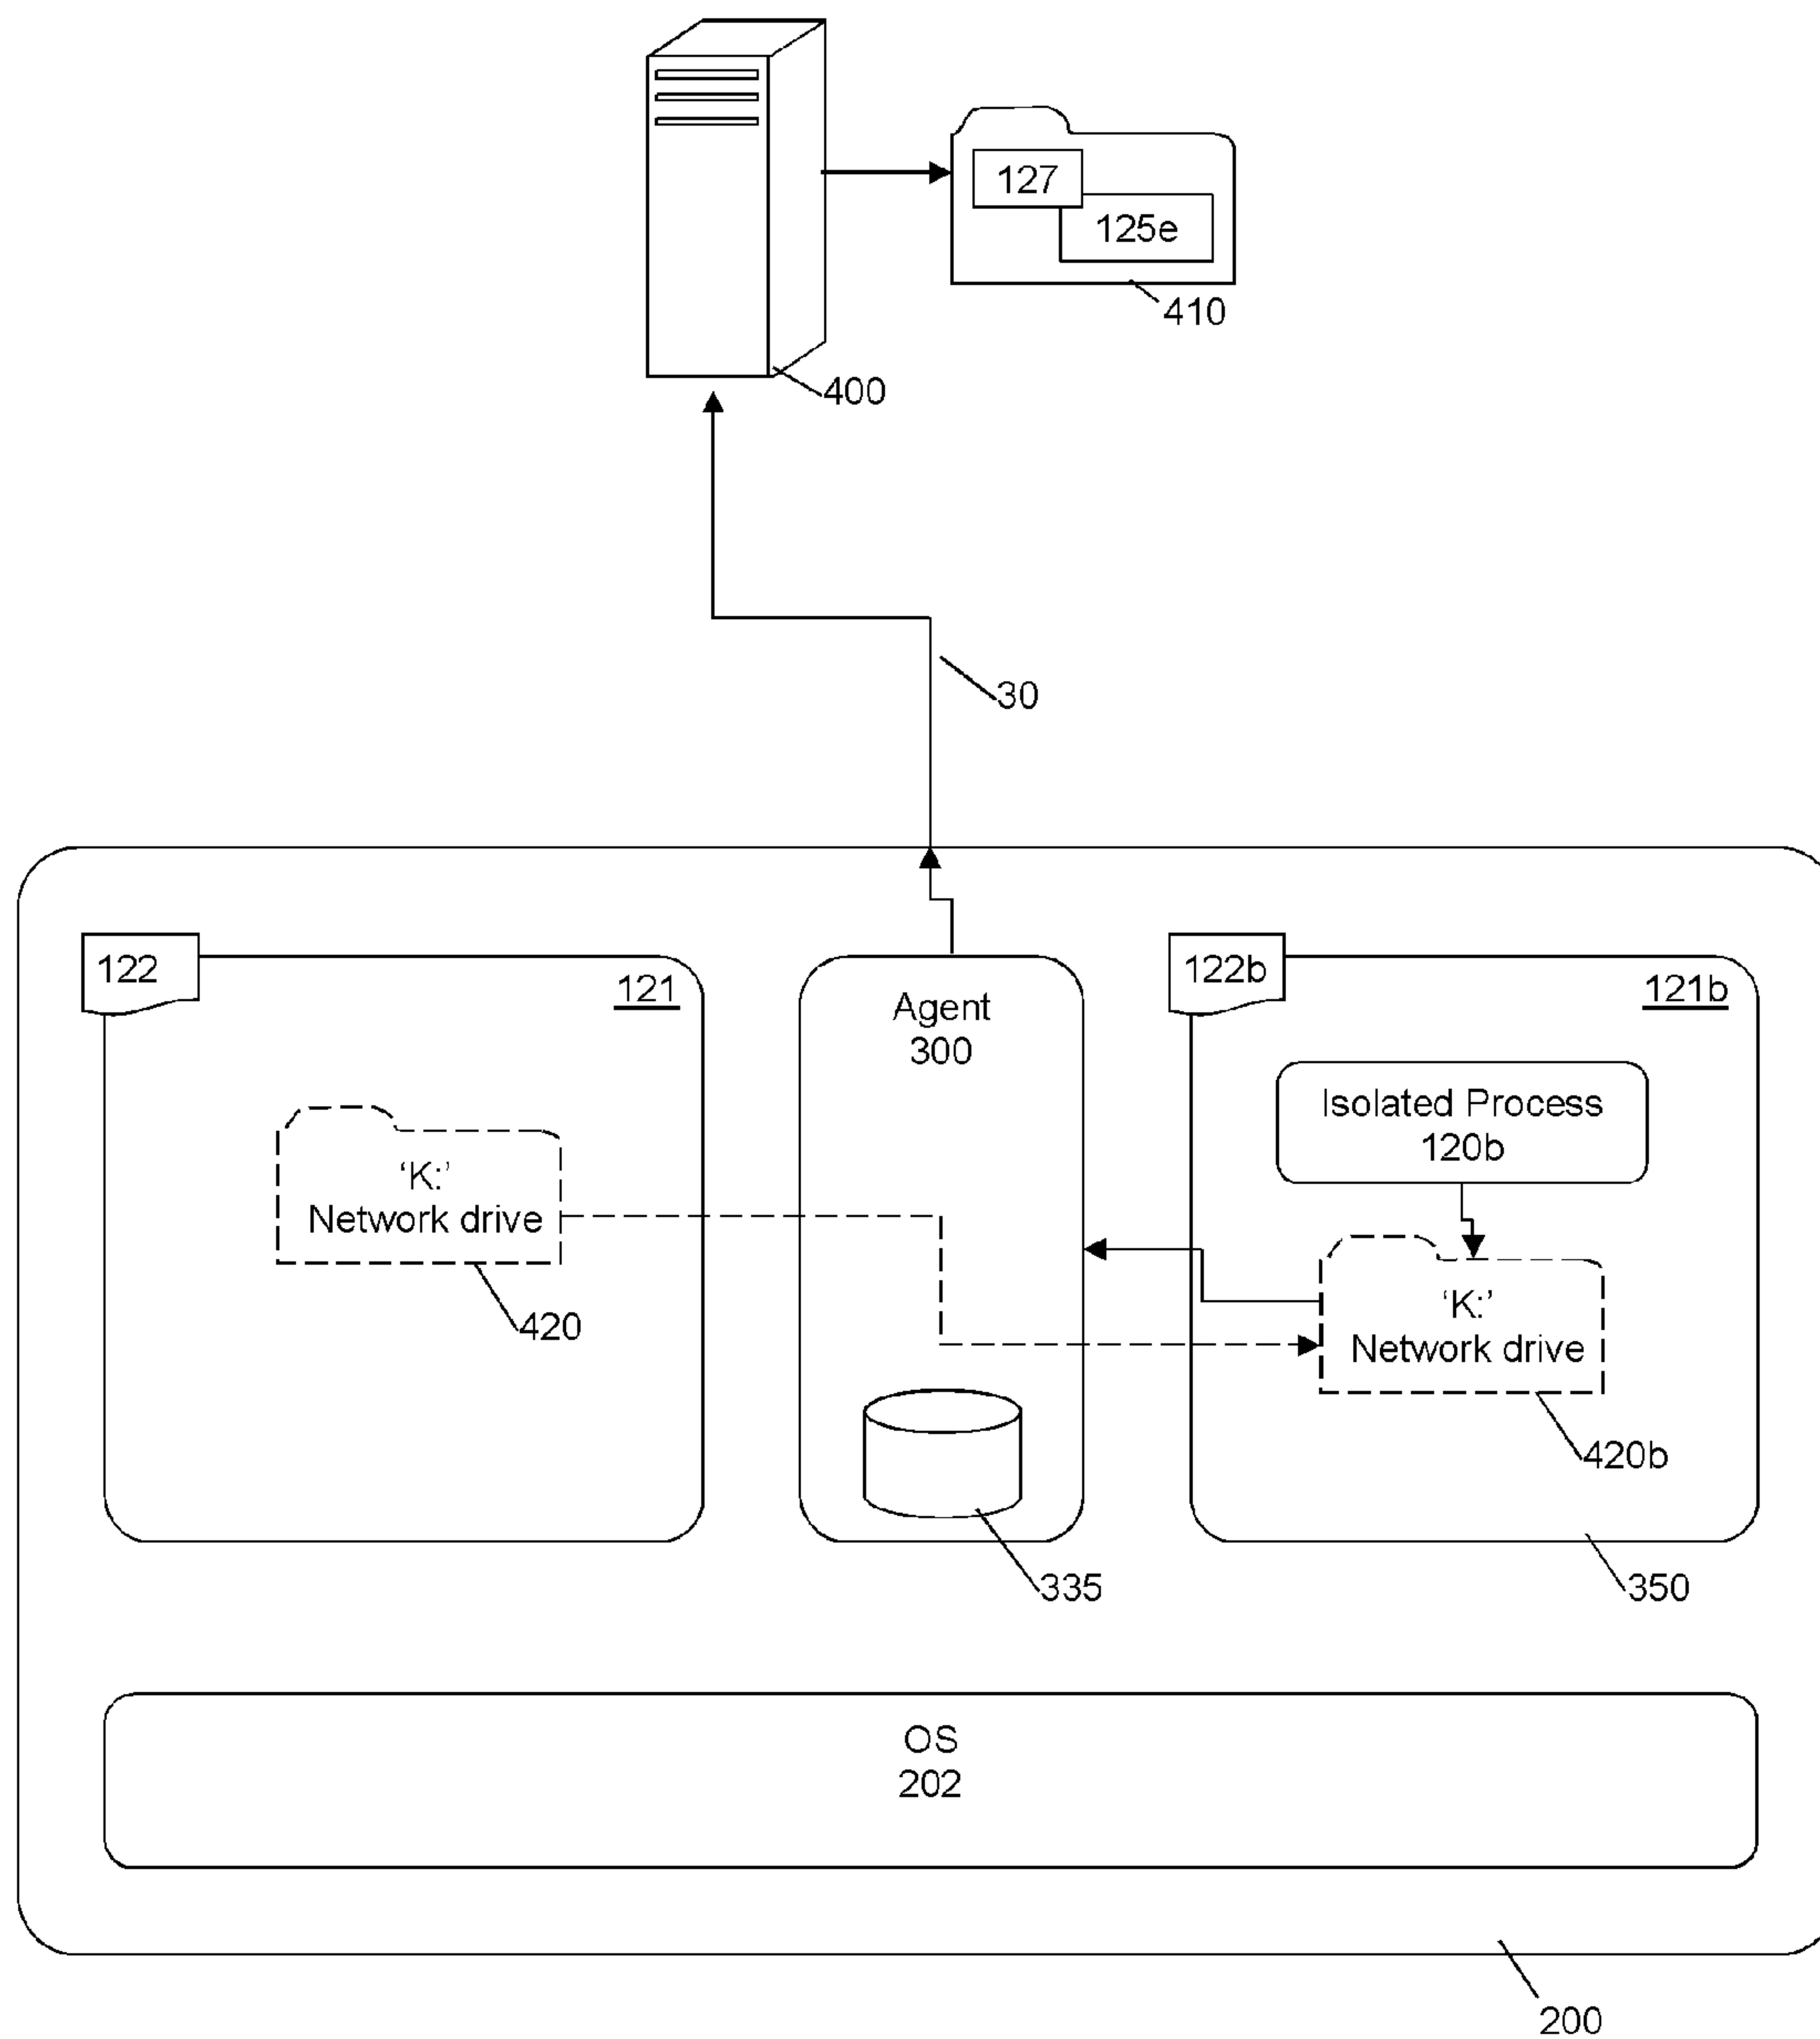 127
125e
410
400
30
122
121
Agent
300
122b
121b
Isolated Process
120b
‘K:’
Network drive
420
‘K:’
Network drive
420b
335
350
OS
202
200